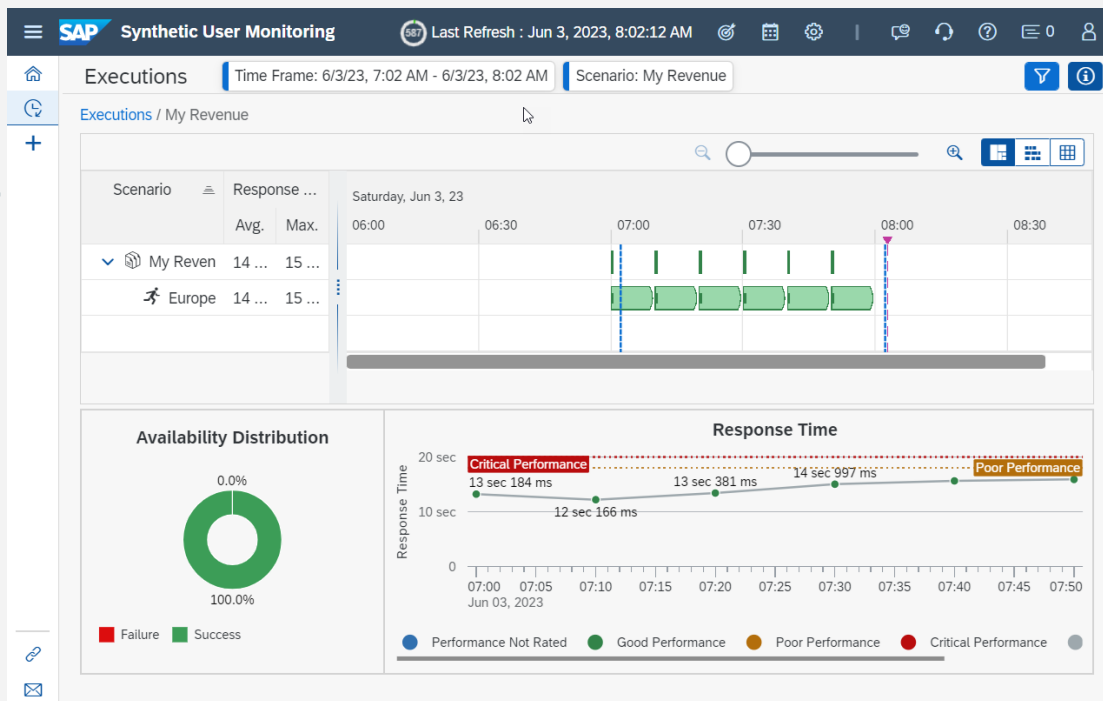 SAP Synthetic User Monitoring 587 Last Refresh : Jun 3, 2023, 8:02:12 AM 0
Executions Time Frame: 6/3/23, 7:02 AM - 6/3/23, 8:02 AM Scenario: My Revenue
Executions / My Revenue
Scenario Response ...
Avg. Max.
Saturday, Jun 3, 23
06:00 06:30 07:00 07:30 08:00 08:30
My Reven 14 ... 15 ...
Europe 14 ... 15 ...
Availability Distribution
0.0%
100.0%
Failure Success
Response Time
20 sec
Critical Performance
Poor Performance
13 sec 184 ms
12 sec 166 ms
13 sec 381 ms
14 sec 997 ms
10 sec
0
Response Time
07:00 07:05 07:10 07:15 07:20 07:25 07:30 07:35 07:40 07:45 07:50
Jun 03, 2023
Performance Not Rated Good Performance Poor Performance Critical Performance